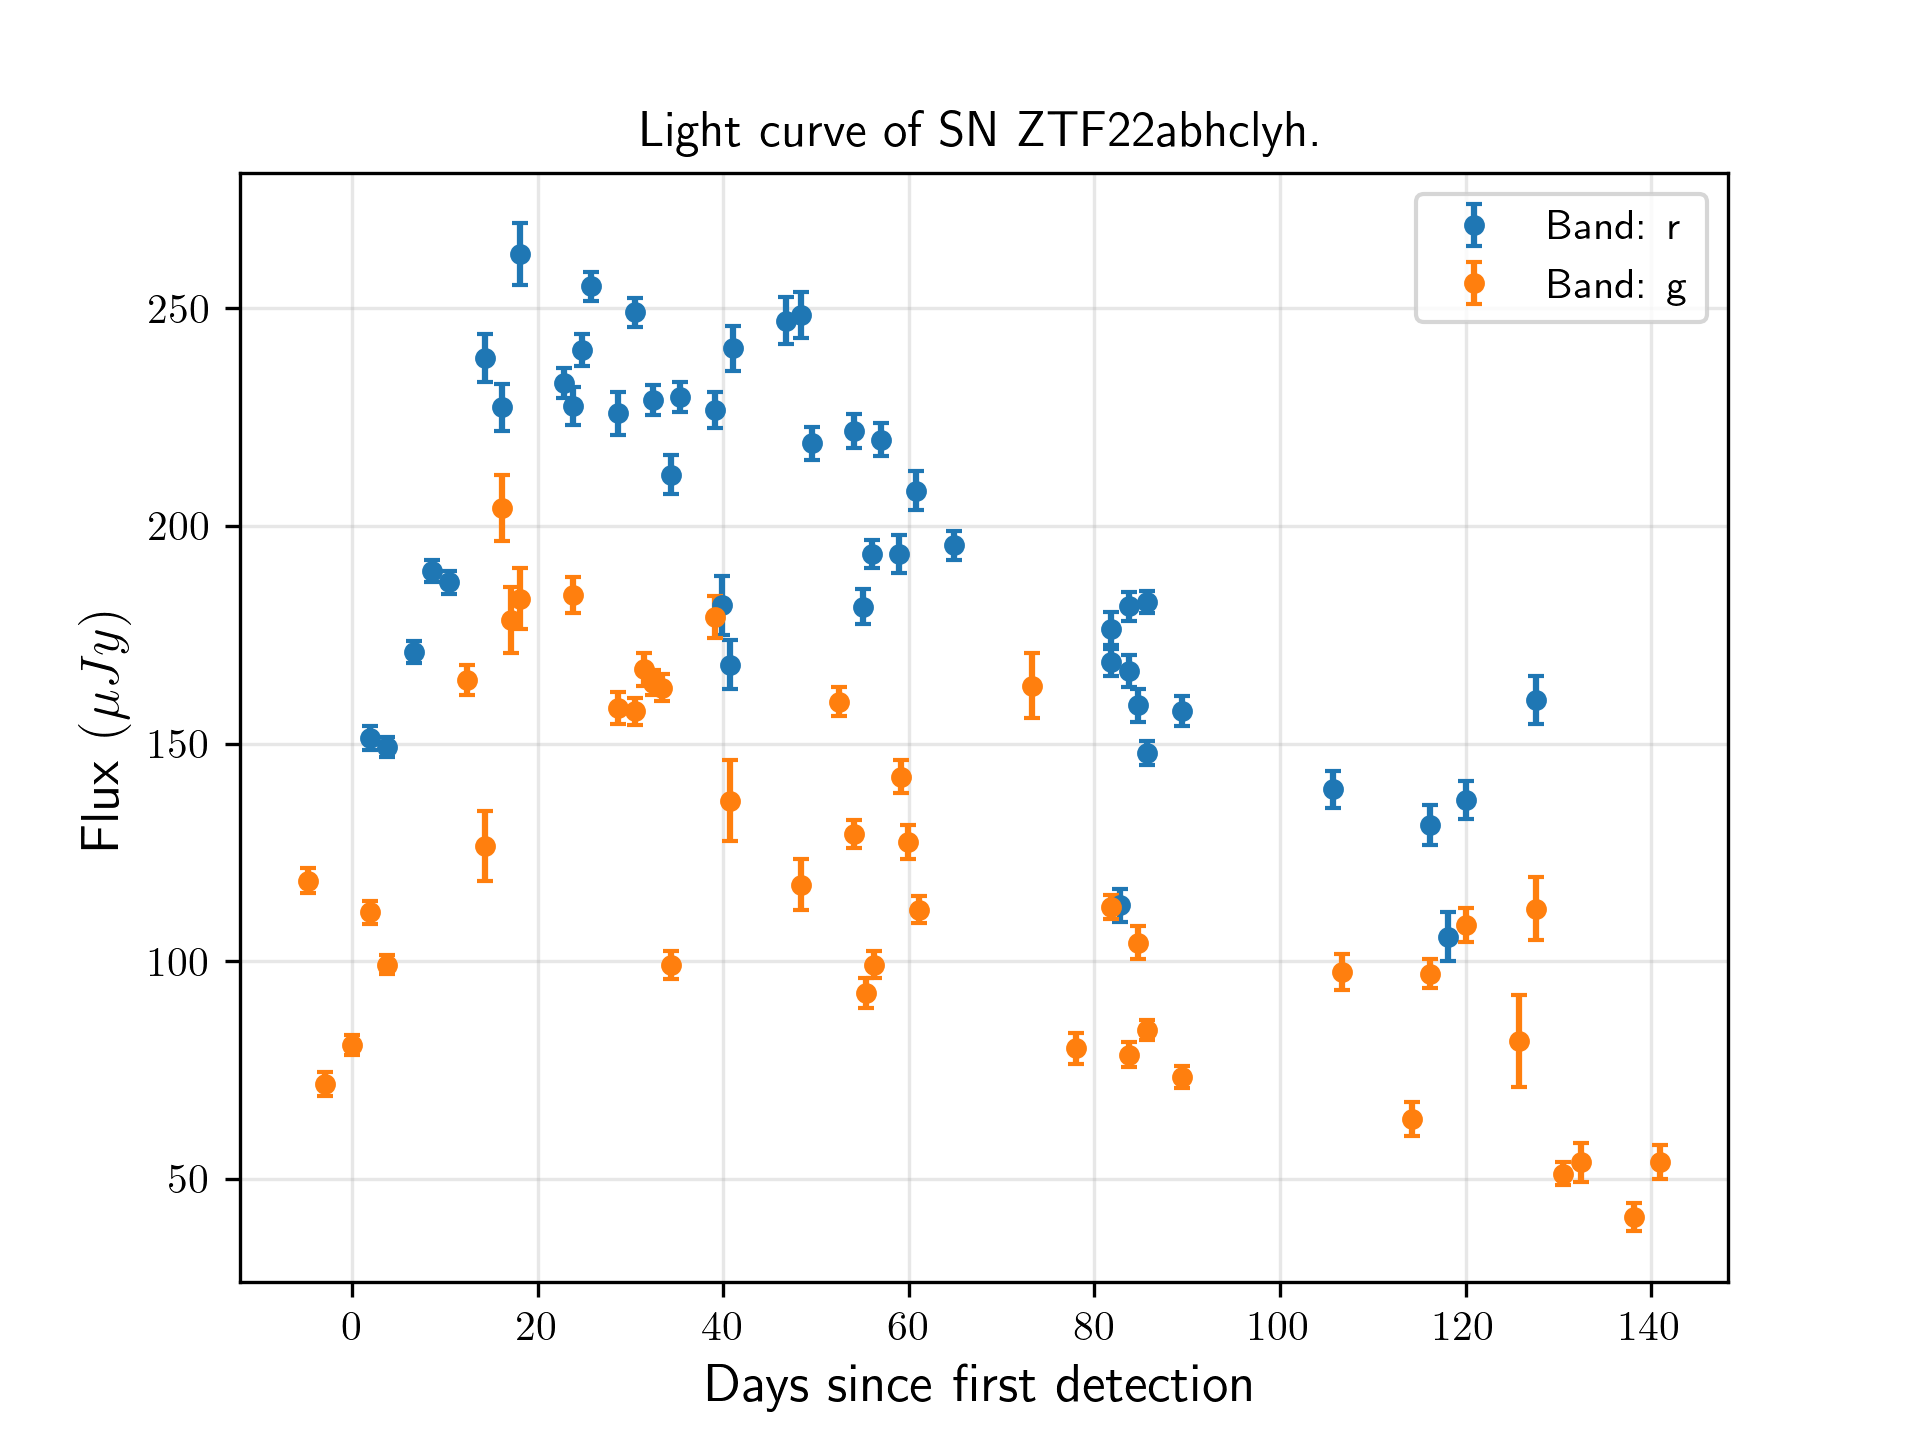 Light curve of SN ZTF22abhclyh.
Band: r
Band: g
250
200
150
100
50
Flux (μJy)
0 20 40 60 80 100 120 140
Days since first detection